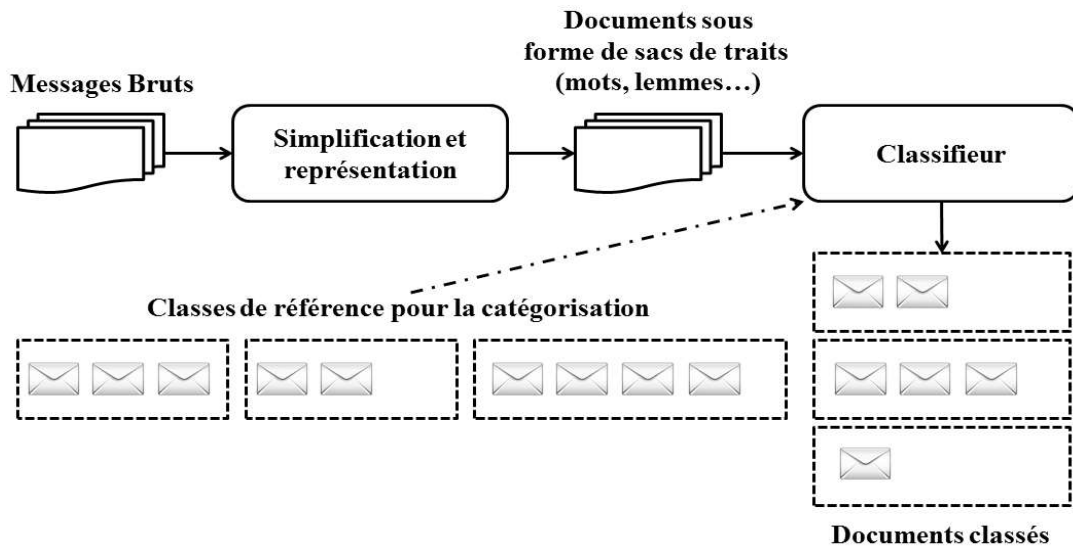 Messages Bruts
Simplification et
représentation
Documents sous
forme de sacs de traits
(mots, lemmes…)
Classifieur
Classes de référence pour la catégorisation
Documents classés